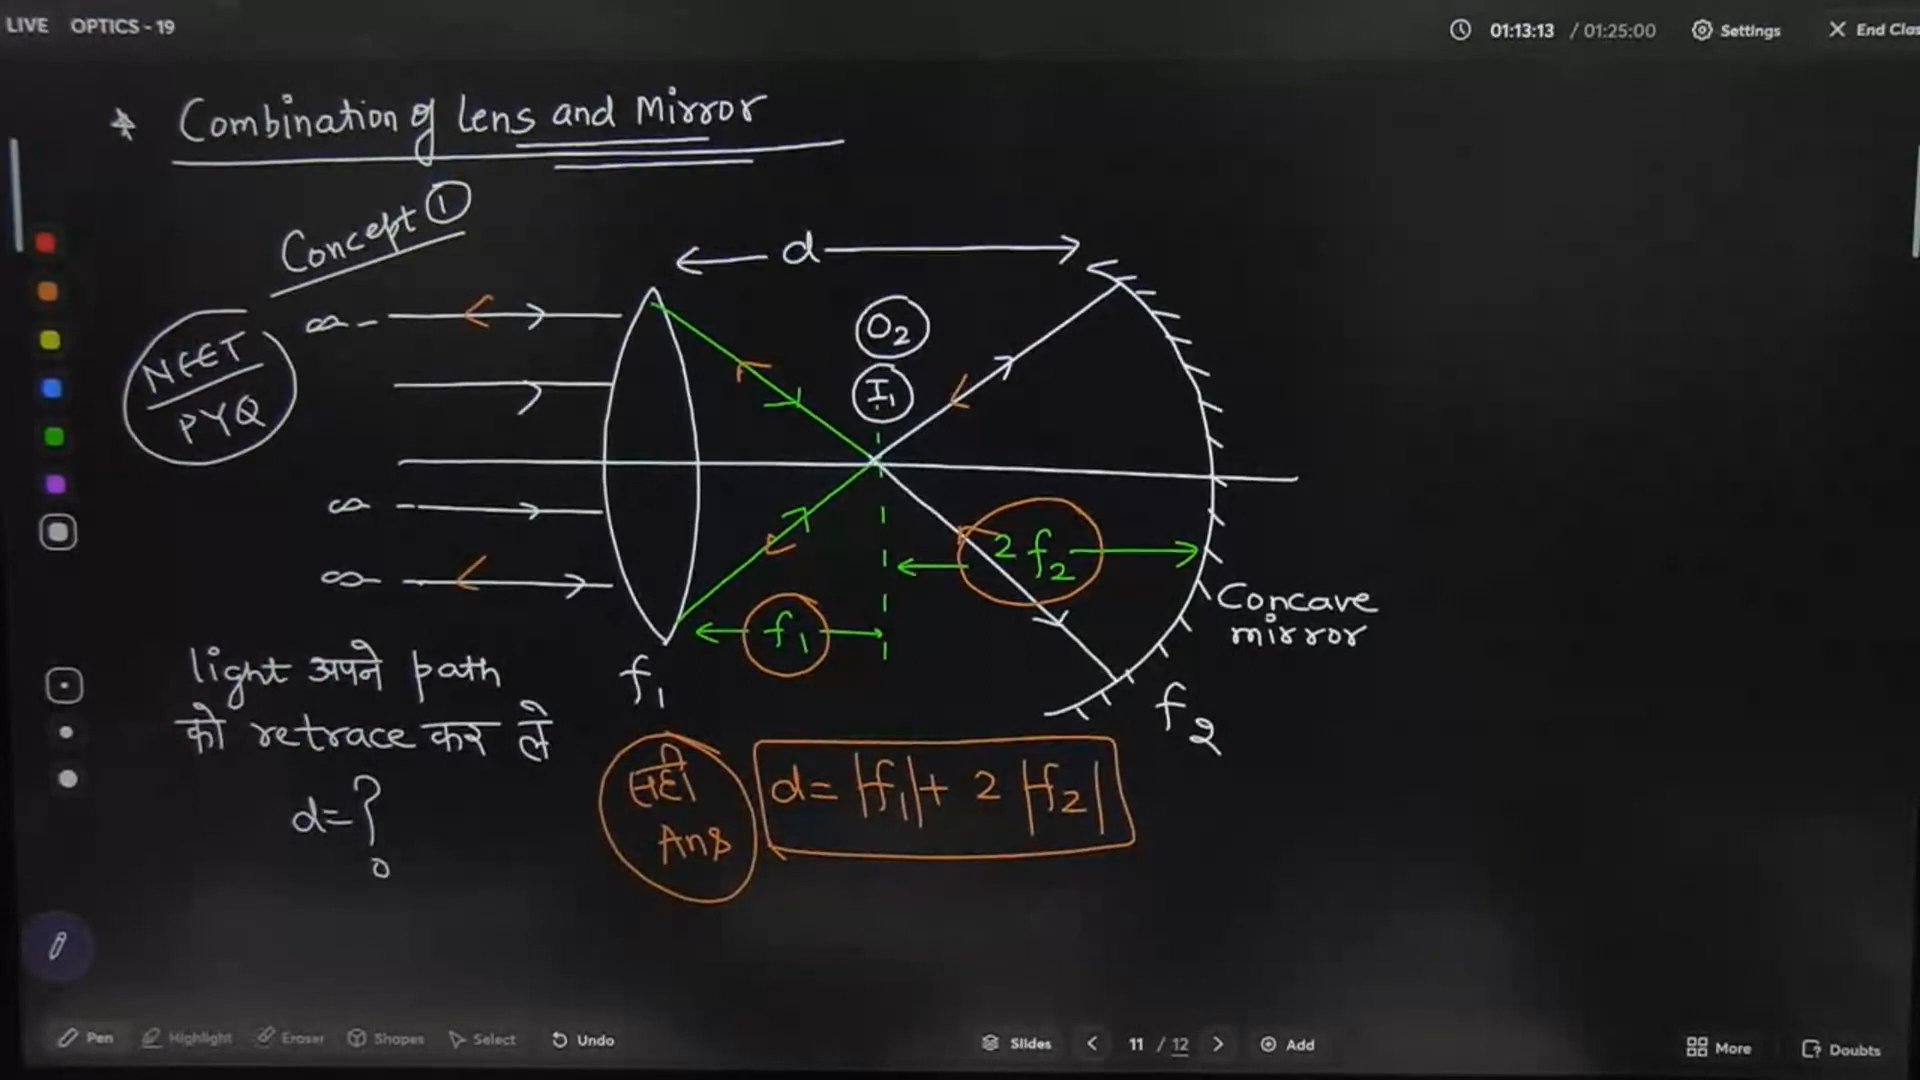 LIVE OPTICS - 19
01:13:13 / 01:25:00 Settings End Clas
Combination of Lens and Mirror
Concept ①
NEET
PYQ
∞
∞
∞
d
O₂
I₁
2 f₂
f₁
f₁
f₂
Concave
mirror
light अपने path
को retrace कर ले
d = ?
सही
Ans
d = |f₁| + 2 |f₂|
Pen Highlight Eraser Shapes Select Undo
Slides < 11 / 12 > Add
More Doubts